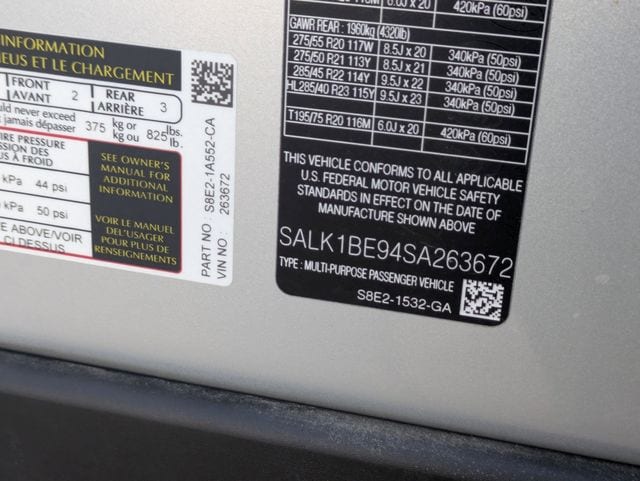 INFORMATION
EUS ET LE CHARGEMENT
FRONT
AVANT 2
REAR
ARRIÈRE 3
uld never exceed
jamais dépasser
375 kg or
kg ou
825 lbs.
lb.
IRE PRESSURE
SSION DES
US À FROID
kPa 44 psi
kPa 50 psi
E ABOVE/VOIR
CI-DESSUS
SEE OWNER'S
MANUAL FOR
ADDITIONAL
INFORMATION
VOIR LE MANUEL
DE L'USAGER
POUR PLUS DE
RENSEIGNEMENTS
PART NO : S8E2-1A552-CA
VIN NO : 263672
6.0J x 20 420kPa (60psi)
GAWR REAR : 1960kg (4320lb)
275/55 R20 117W 8.5J x 20 340kPa (50psi)
275/50 R21 113Y 8.5J x 21 340kPa (50psi)
285/45 R22 114Y 9.5J x 22 340kPa (50psi)
HL285/40 R23 115Y 9.5J x 23 340kPa (50psi)
T195/75 R20 116M 6.0J x 20 420kPa (60psi)
THIS VEHICLE CONFORMS TO ALL APPLICABLE
U.S. FEDERAL MOTOR VEHICLE SAFETY
STANDARDS IN EFFECT ON THE DATE OF
MANUFACTURE SHOWN ABOVE
SALK1BE94SA263672
TYPE : MULTI-PURPOSE PASSENGER VEHICLE
S8E2-1532-GA